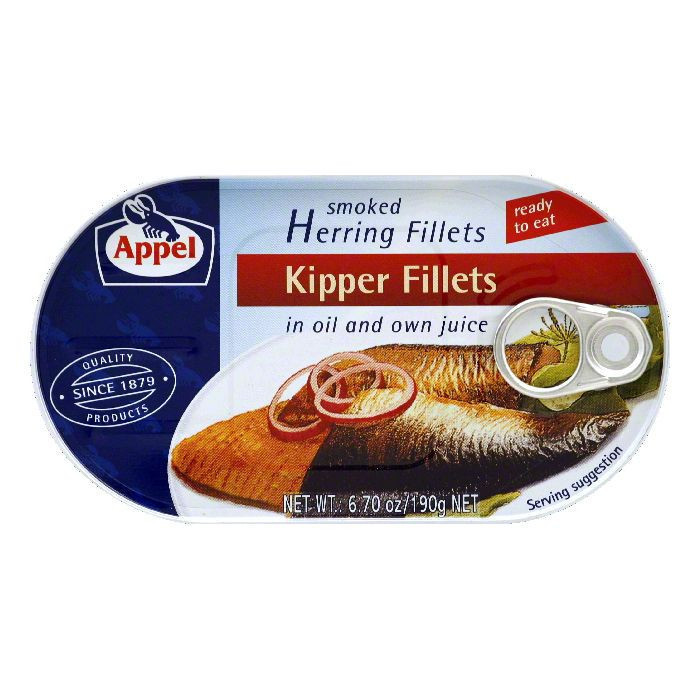 Appel
QUALITY
· SINCE 1879 ·
PRODUCTS
smoked
Herring Fillets
ready
to eat
Kipper Fillets
in oil and own juice
NET WT.: 6.70 oz/190g NET
Serving suggestion